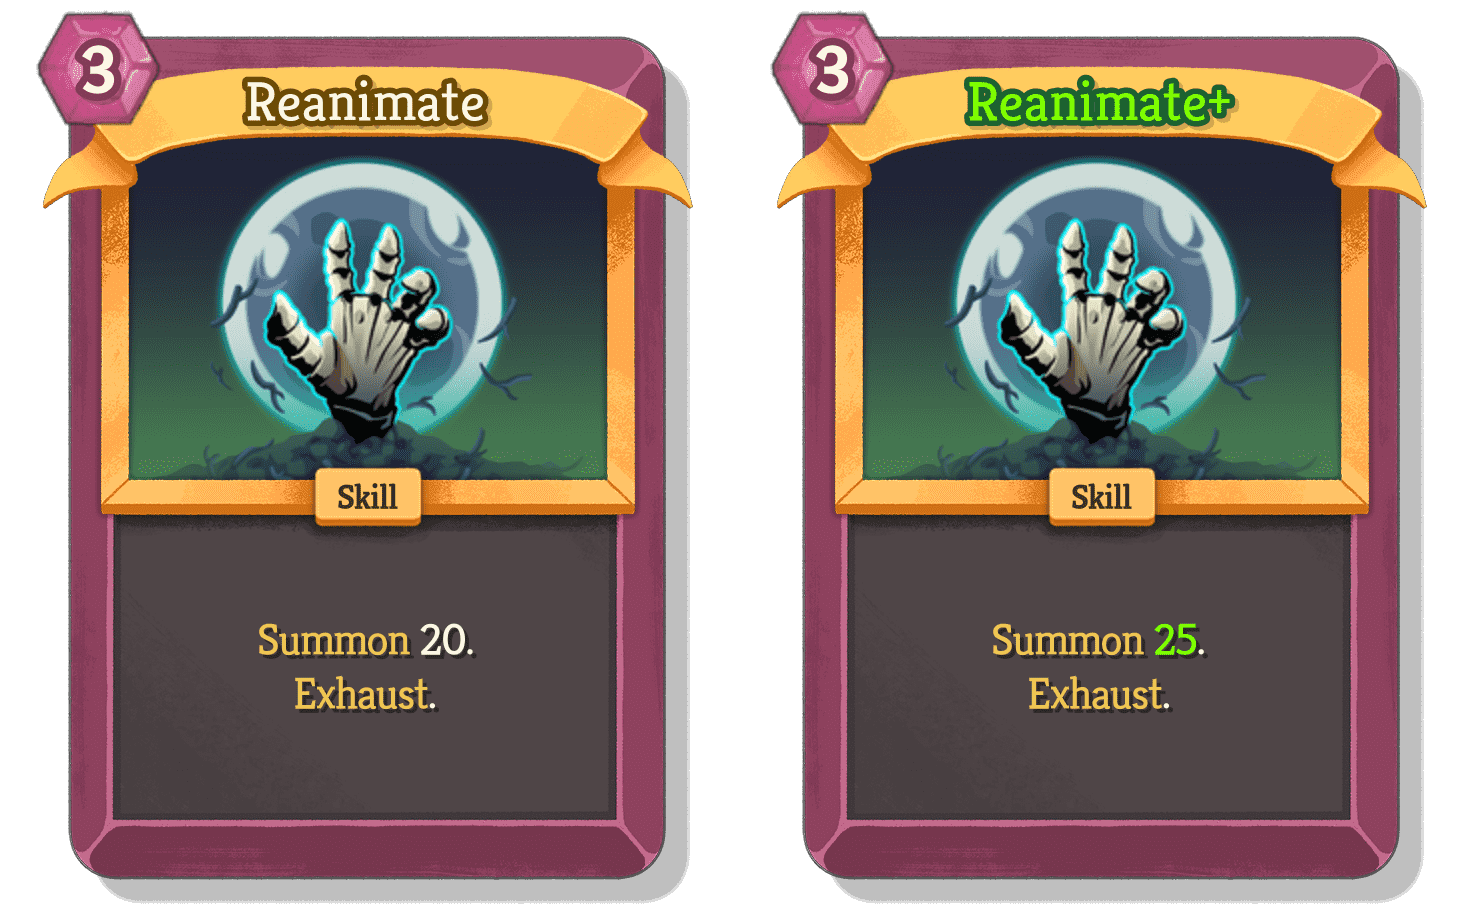 3
Reanimate
Skill
Summon 20.
Exhaust.
3
Reanimate+
Skill
Summon 25.
Exhaust.